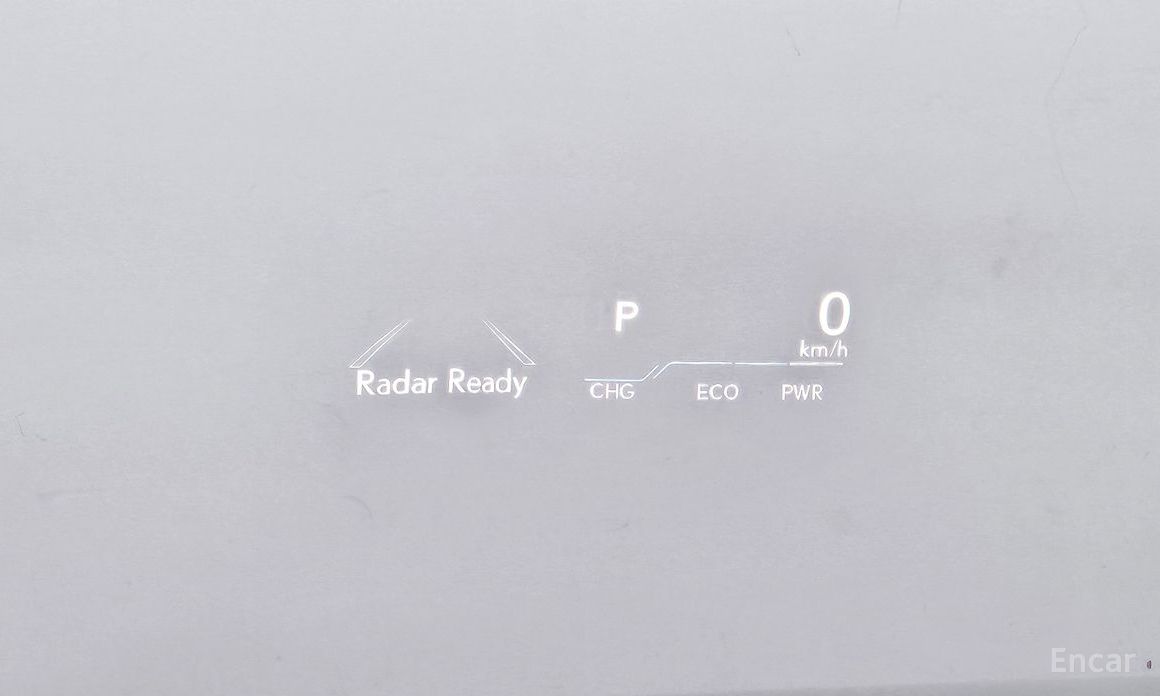 P
0
km/h
Radar Ready
CHG
ECO
PWR
Encar